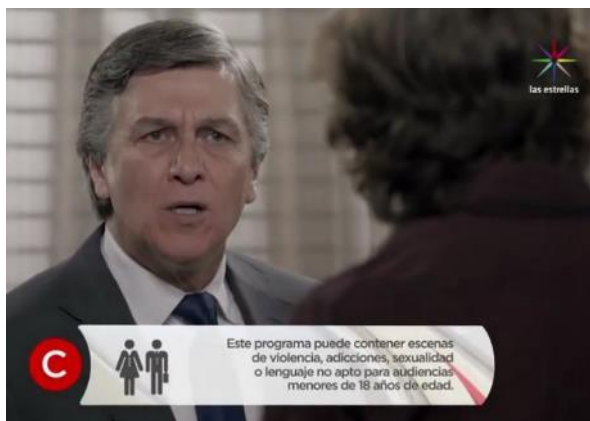 las estrellas
C
Este programa puede contener escenas
de violencia, adicciones, sexualidad
o lenguaje no apto para audiencias
menores de 18 años de edad.